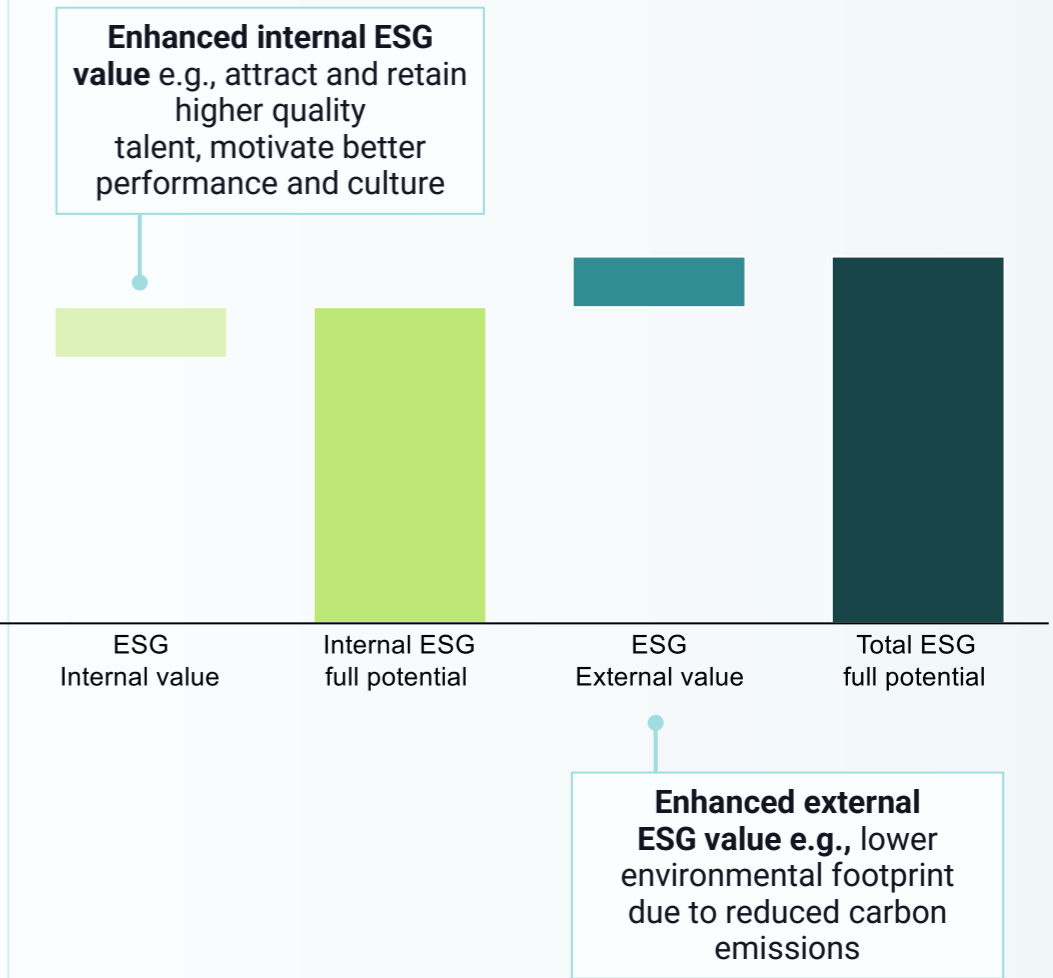 Enhanced internal ESG
value e.g., attract and retain
higher quality
talent, motivate better
performance and culture
ESG
Internal value
Internal ESG
full potential
ESG
External value
Total ESG
full potential
Enhanced external
ESG value e.g., lower
environmental footprint
due to reduced carbon
emissions